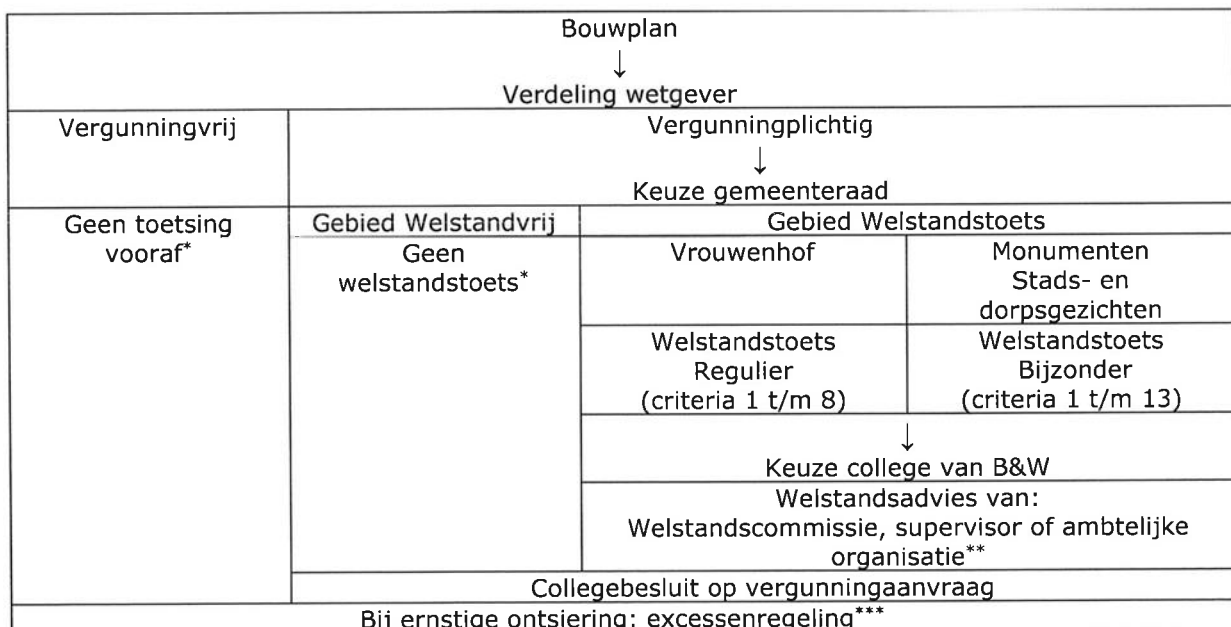 Bouwplan
↓
Verdeling wetgever
Vergunningvrij
Vergunningplichtig
↓
Keuze gemeenteraad
Geen toetsing
vooraf*
Gebied Welstandvrij
Geen
welstandstoets*
Gebied Welstandstoets
Vrouwenhof
Monumenten
Stads- en
dorpsgezichten
Welstandstoets
Regulier
(criteria 1 t/m 8)
Welstandstoets
Bijzonder
(criteria 1 t/m 13)
↓
Keuze college van B&W
Welstandsadvies van:
Welstandscommissie, supervisor of ambtelijke
organisatie**
Collegebesluit op vergunningaanvraag
Bij ernstige ontsiering: excessenregeling***